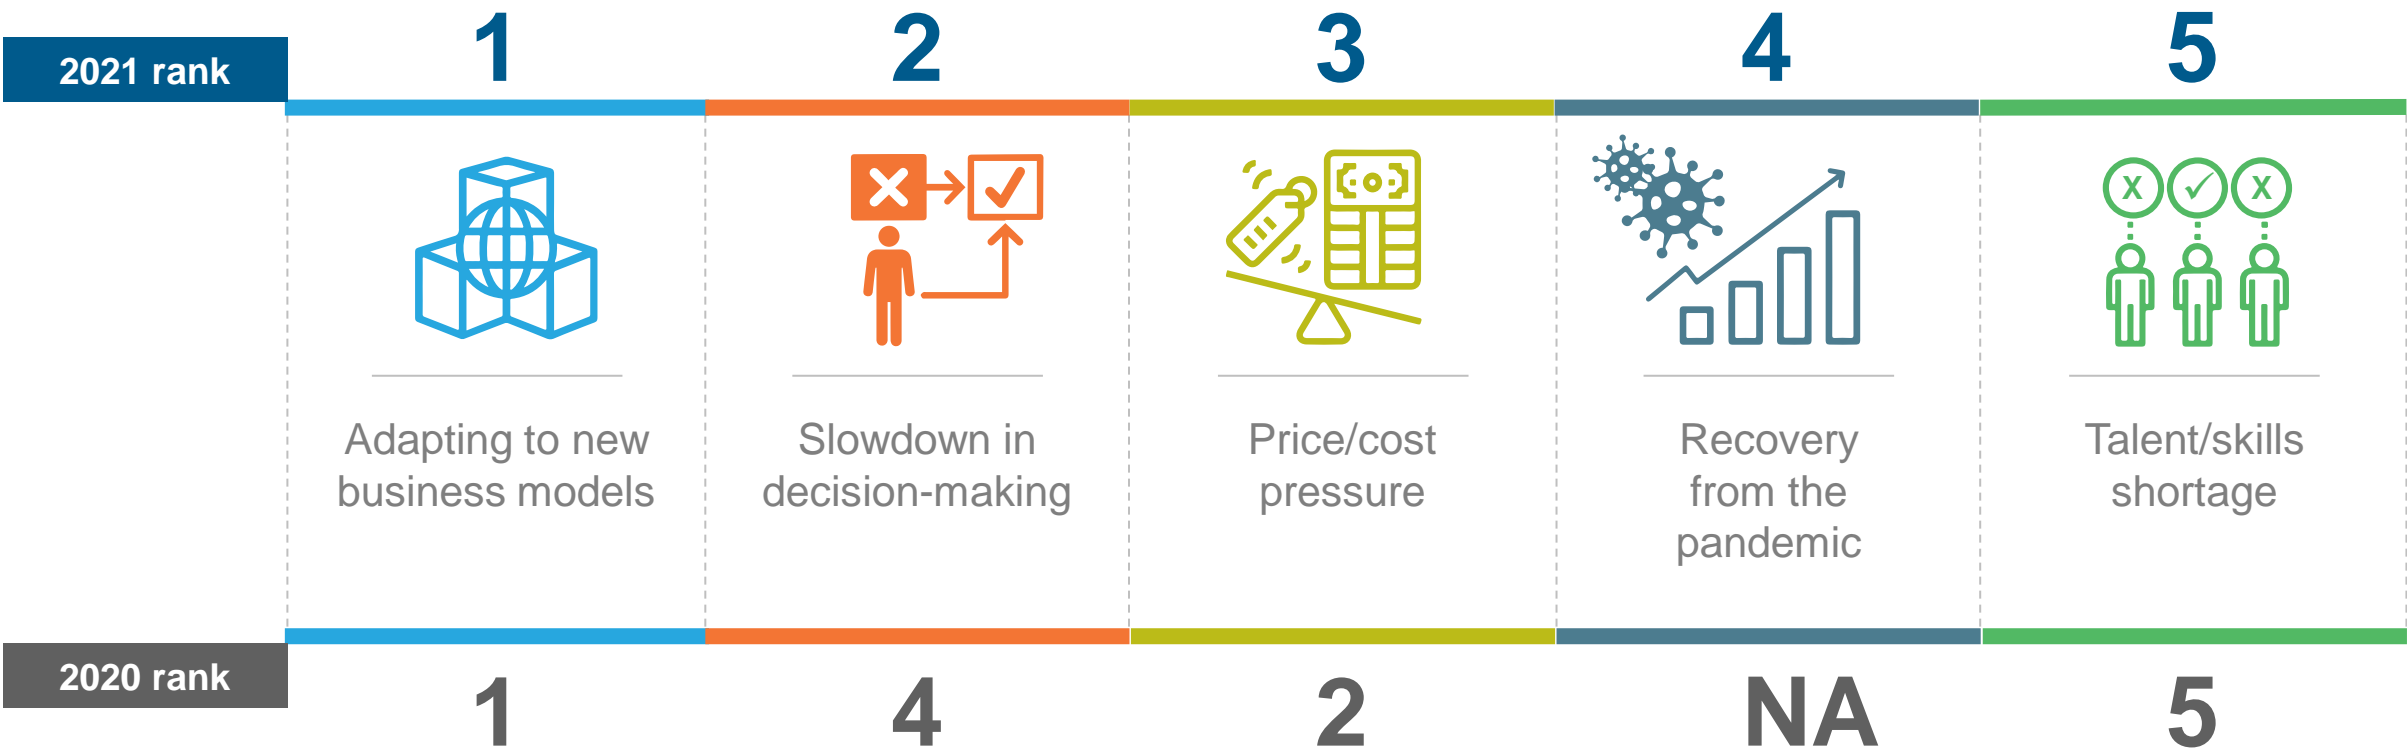 2021 rank
1
2
3
4
5
X
X
Adapting to new
business models
Slowdown in
decision-making
Price/cost
pressure
Recovery
from the
pandemic
Talent/skills
shortage
2020 rank
1
4
2
NA
5